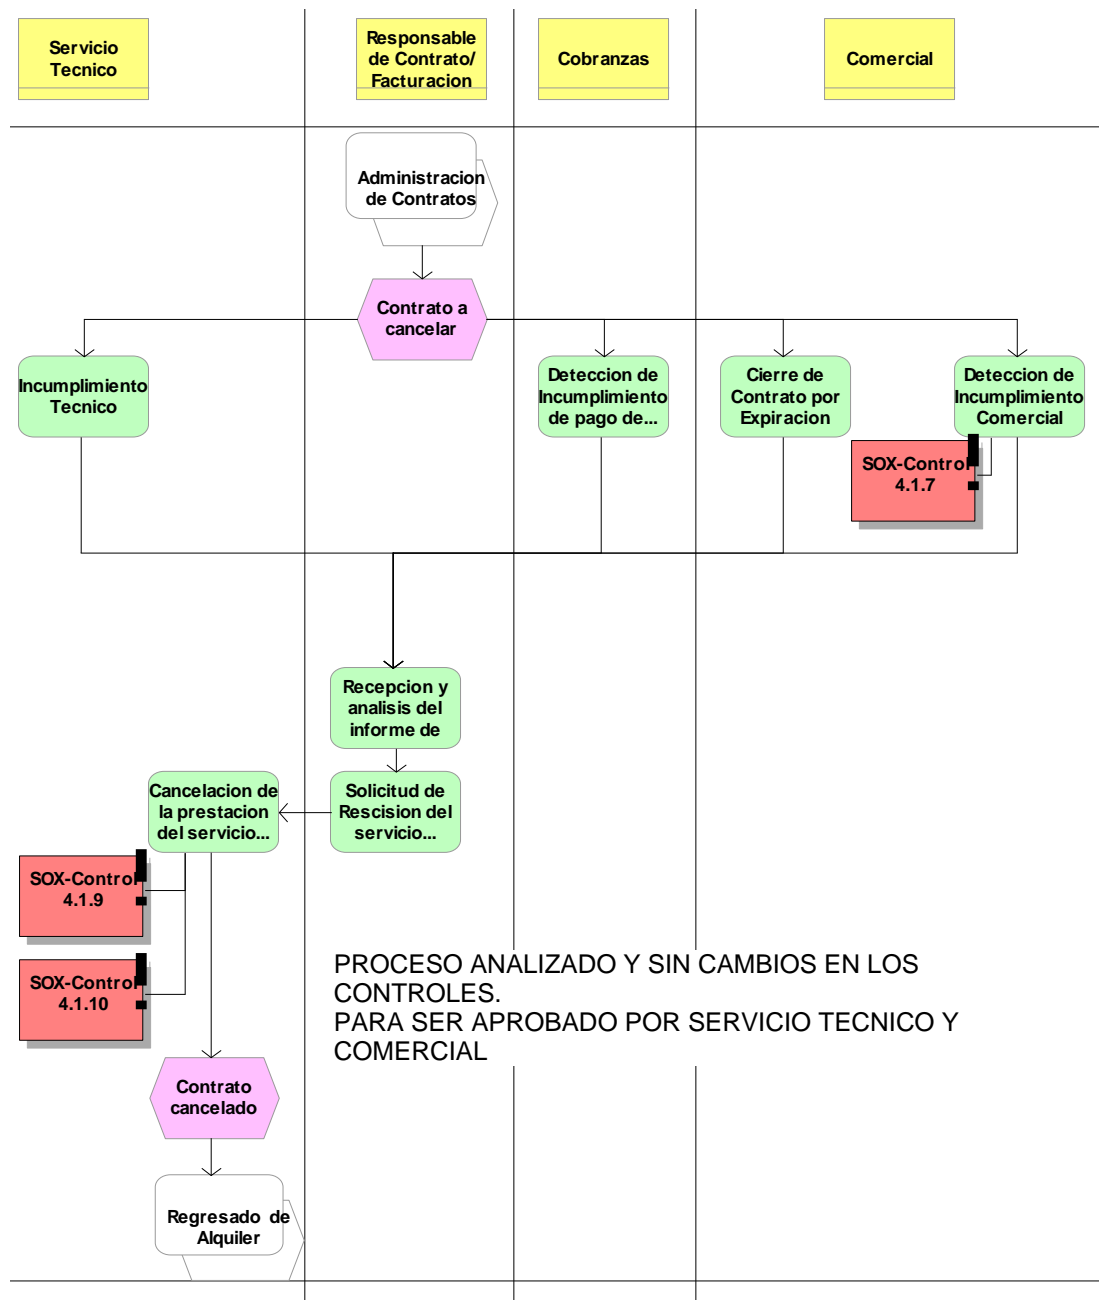 Servicio
Tecnico
Responsable
de Contrato/
Facturacion
Cobranzas
Comercial
Administracion
de Contratos
Contrato a
cancelar
Incumplimiento
Tecnico
Deteccion de
Incumplimiento
de pago de...
Cierre de
Contrato por
Expiracion
Deteccion de
Incumplimiento
Comercial
SOX-Control
4.1.7
Recepcion y
analisis del
informe de
Cancelacion de
la prestacion
del servicio...
Solicitud de
Rescision del
servicio...
SOX-Control
4.1.9
SOX-Control
4.1.10
PROCESO ANALIZADO Y SIN CAMBIOS EN LOS
CONTROLES.
PARA SER APROBADO POR SERVICIO TECNICO Y
COMERCIAL
Contrato
cancelado
Regresado de
Alquiler